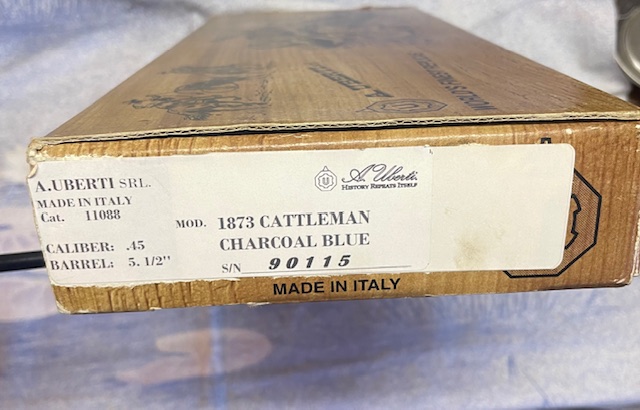 A. Uberti
A.UBERTI SRL.
MADE IN ITALY
Cat. 11088
CALIBER: .45
BARREL: 5. 1/2"
A. Uberti
HISTORY REPEATS ITSELF
MOD. 1873 CATTLEMAN
CHARCOAL BLUE
S/N 90115
MADE IN ITALY